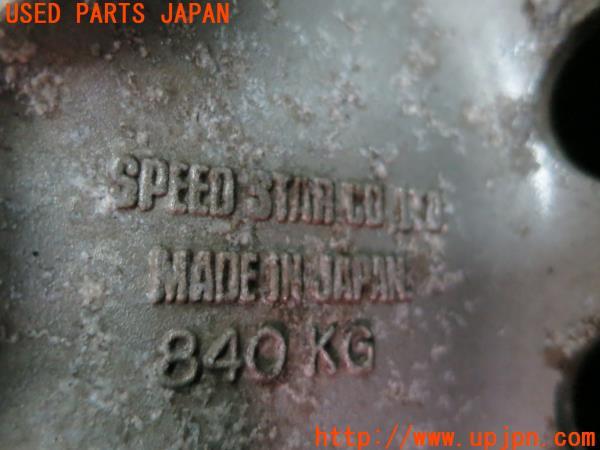 USED PARTS JAPAN
SPEED STAR CO.,LTD.
MADE IN JAPAN.
840 KG
http://www.upjpn.com